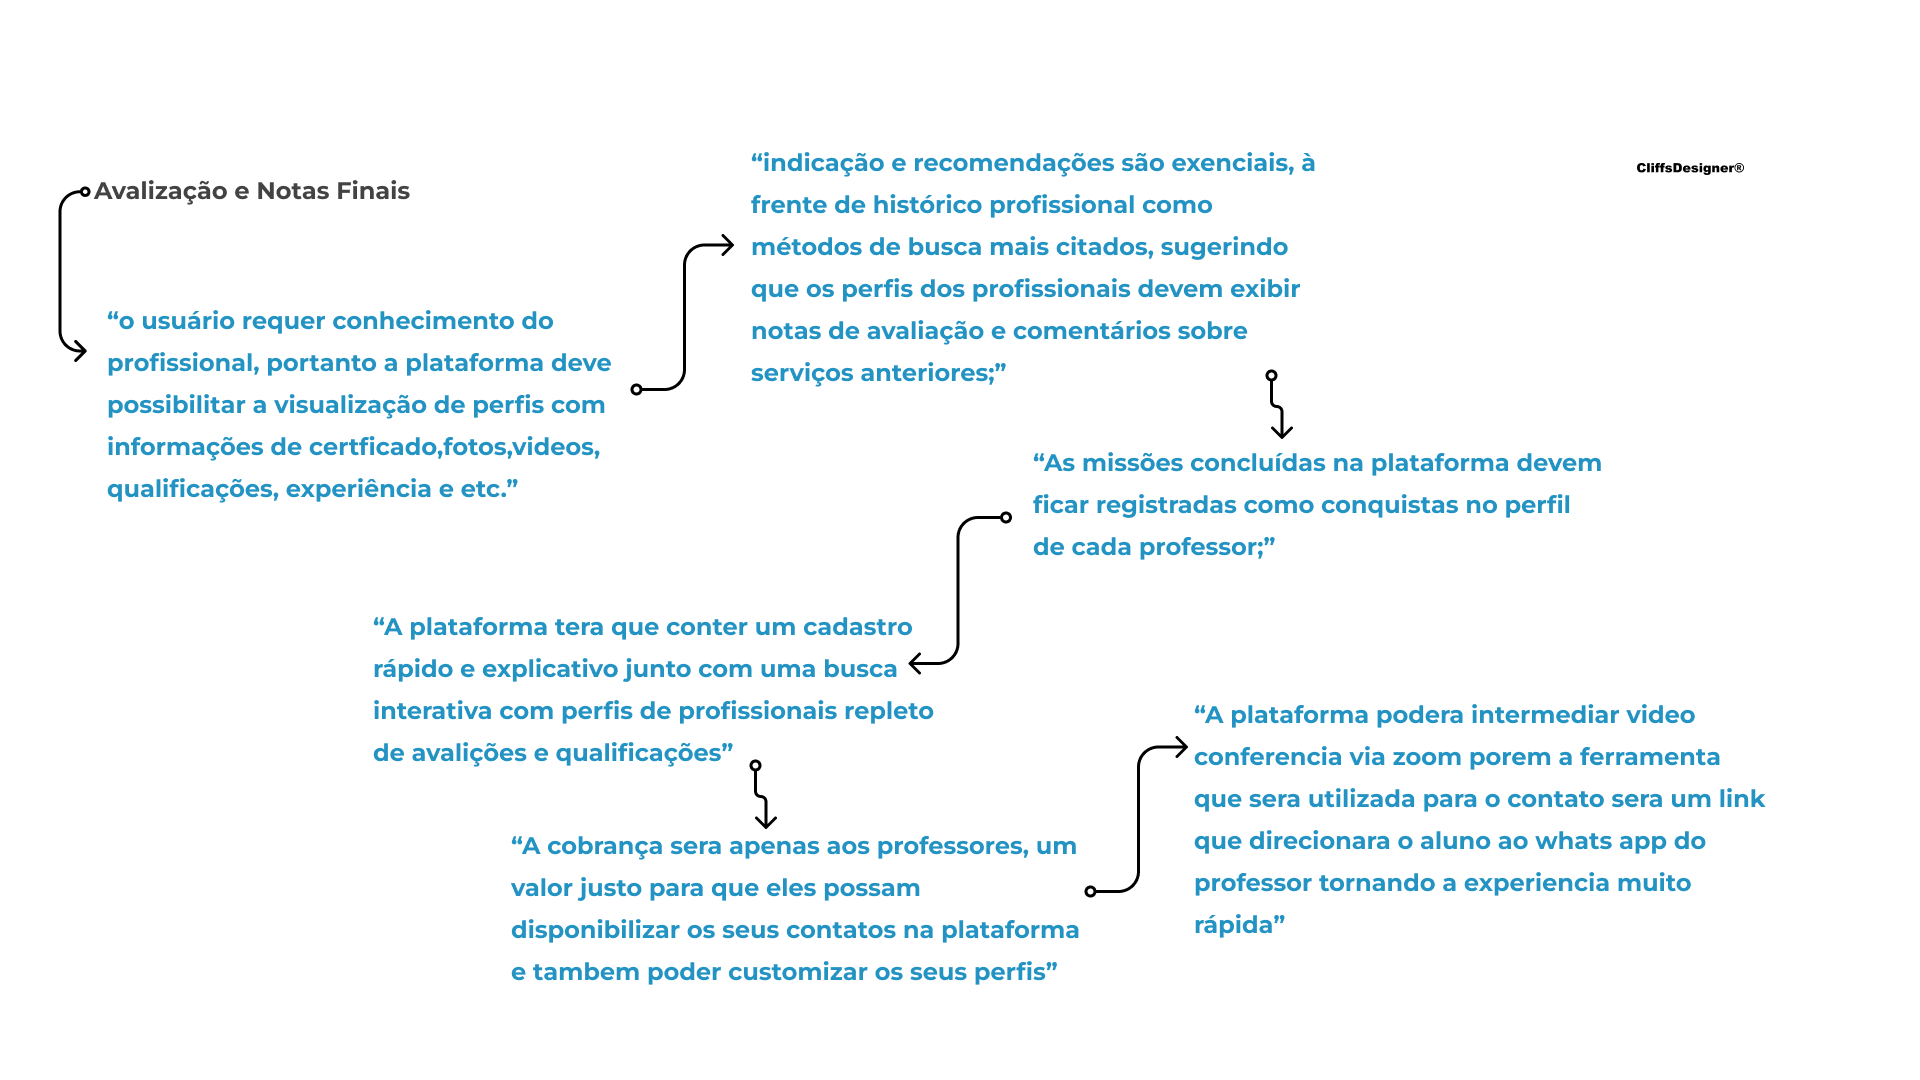 Avalização e Notas Finais
“o usuário requer conhecimento do
profissional, portanto a plataforma deve
possibilitar a visualização de perfis com
informações de certficado,fotos,videos,
qualificações, experiência e etc.”
“indicação e recomendações são exenciais, à
frente de histórico profissional como
métodos de busca mais citados, sugerindo
que os perfis dos profissionais devem exibir
notas de avaliação e comentários sobre
serviços anteriores;”
CliffsDesigner®
“As missões concluídas na plataforma devem
ficar registradas como conquistas no perfil
de cada professor;”
“A plataforma tera que conter um cadastro
rápido e explicativo junto com uma busca
interativa com perfis de profissionais repleto
de avalições e qualificações”
“A cobrança sera apenas aos professores, um
valor justo para que eles possam
disponibilizar os seus contatos na plataforma
e tambem poder customizar os seus perfis”
“A plataforma podera intermediar video
conferencia via zoom porem a ferramenta
que sera utilizada para o contato sera um link
que direcionara o aluno ao whats app do
professor tornando a experiencia muito
rápida”